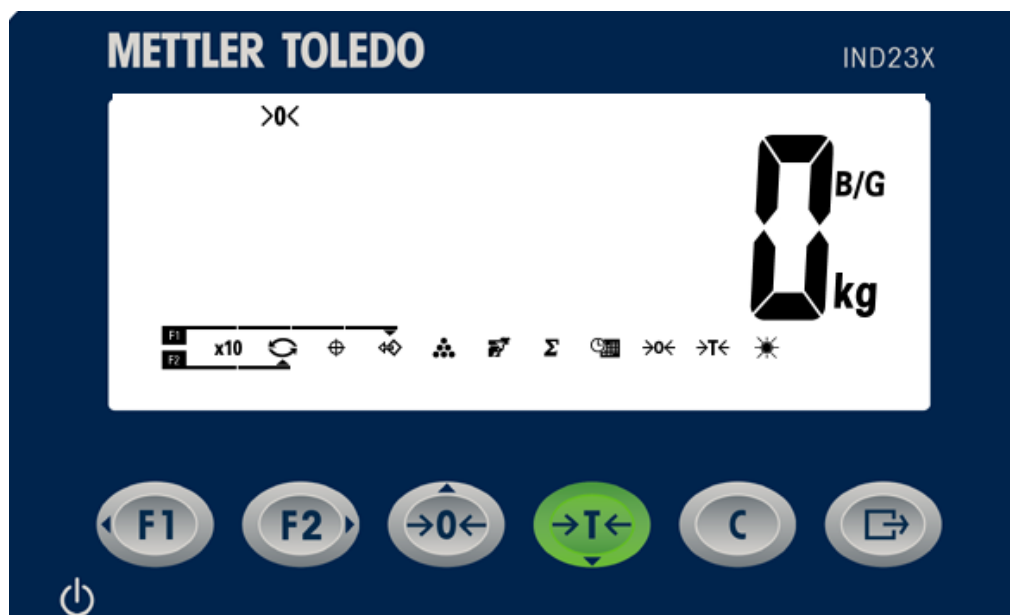 METTLER TOLEDO
IND23X
>0<
0 B/G
kg
F1
x10 Σ →0← →T←
F2
F1 F2 →0← →T← C